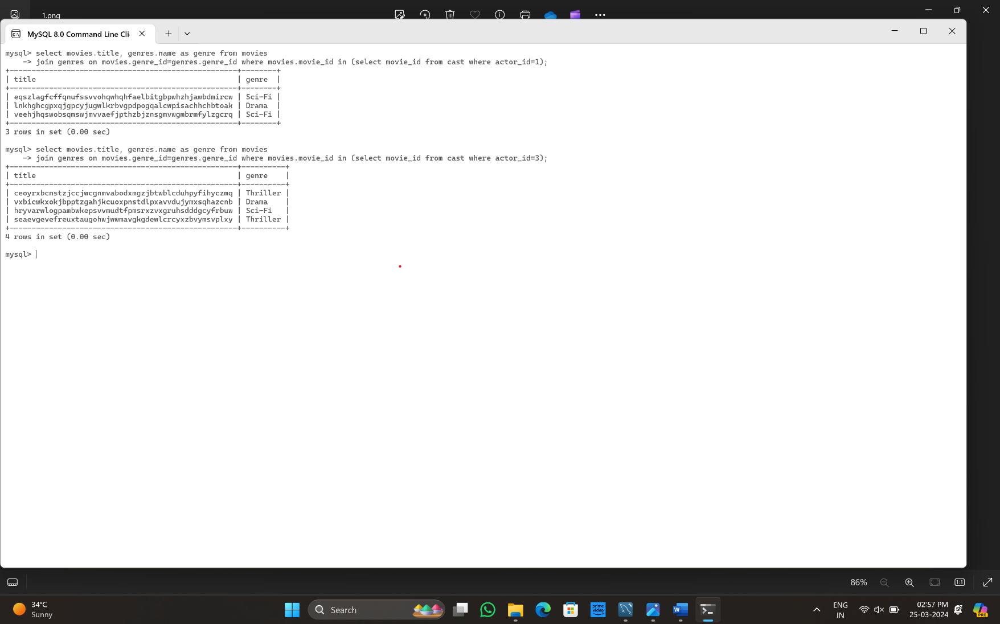 1.png
MySQL 8.0 Command Line Cli
mysql> select movies.title, genres.name as genre from movies
    -> join genres on movies.genre_id=genres.genre_id where movies.movie_id in (select movie_id from cast where actor_id=1);
+----------------------------------------------------+--------+
| title                                              | genre  |
+----------------------------------------------------+--------+
| eqszlagfcffqnufssvvohqwhqhfaelbitgbpwhzhjawbdmircw | Sci-Fi |
| lnkhghcgpxqjgpcyjugwlkrbvgpdpogqalcwpisachhchbtoak | Drama  |
| veehjhqswobsqmswjmvvaefjpthzbjznsgmvwgmbrmfylzgcrq | Sci-Fi |
+----------------------------------------------------+--------+
3 rows in set (0.00 sec)
mysql> select movies.title, genres.name as genre from movies
    -> join genres on movies.genre_id=genres.genre_id where movies.movie_id in (select movie_id from cast where actor_id=3);
+----------------------------------------------------+----------+
| title                                              | genre    |
+----------------------------------------------------+----------+
| ceoyrxbcnstzjccjwcgnmvabodxmgzjbtwblcduhpyfihyczmq | Thriller |
| vxbicwkxokjbpptzgahjkcuoxpnstdlpxavvdujymxsqhazcnb | Drama    |
| hryvarwlogpambwkepsvvmudtfpmsrxzvxgruhsdddgcyfrbuw | Sci-Fi   |
| seaevgevefreuxtaugohwjwwmavgkgdewlcrcyxzbvymsvplxy | Thriller |
+----------------------------------------------------+----------+
4 rows in set (0.00 sec)
mysql>
86%
1:1
34°C
Sunny
Search
prime video
W
PRE
ENG
IN
02:57 PM
25-03-2024